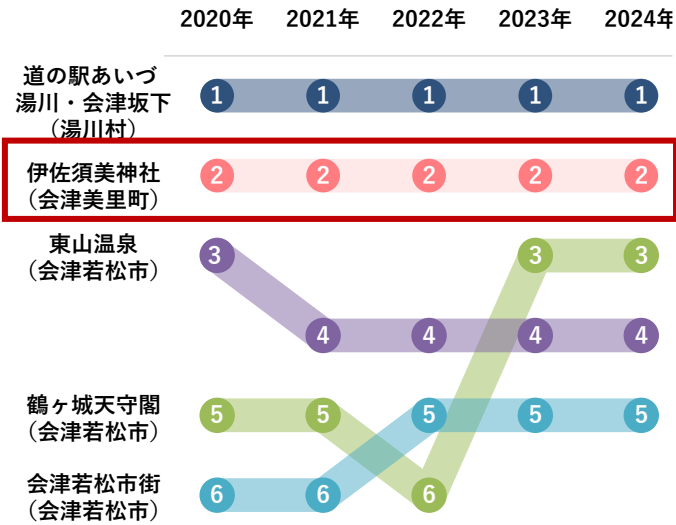 2020年 2021年 2022年 2023年 2024年
道の駅あいづ
湯川・会津坂下
（湯川村）
1 1 1 1 1
伊佐須美神社
（会津美里町）
2 2 2 2 2
東山温泉
（会津若松市）
3 3 3
4 4 4 4
鶴ヶ城天守閣
（会津若松市）
5 5 5 5 5
会津若松市街
（会津若松市）
6 6 6